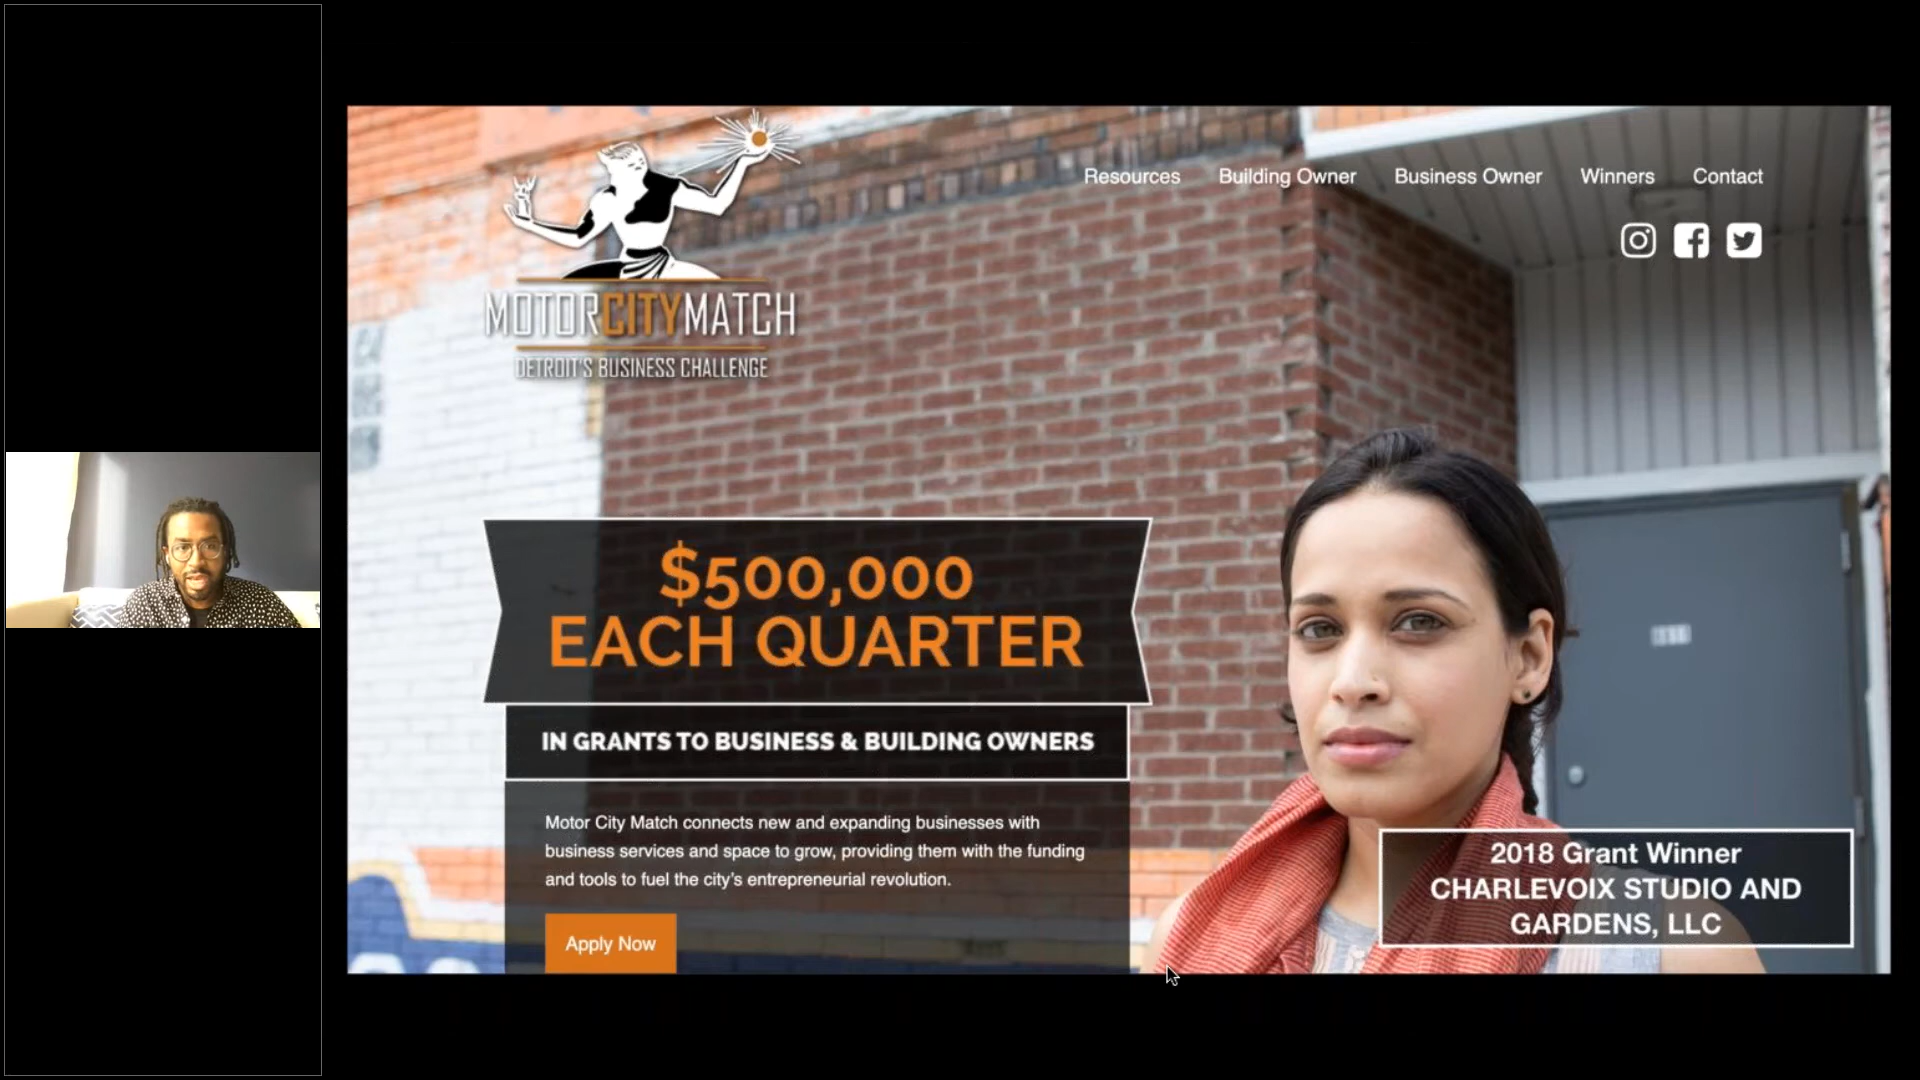 Resources Building Owner Business Owner Winners Contact
MOTORCITYMATCH
DETROIT'S BUSINESS CHALLENGE
$500,000
EACH QUARTER
IN GRANTS TO BUSINESS & BUILDING OWNERS
Motor City Match connects new and expanding businesses with
business services and space to grow, providing them with the funding
and tools to fuel the city's entrepreneurial revolution.
Apply Now
2018 Grant Winner
CHARLEVOIX STUDIO AND
GARDENS, LLC